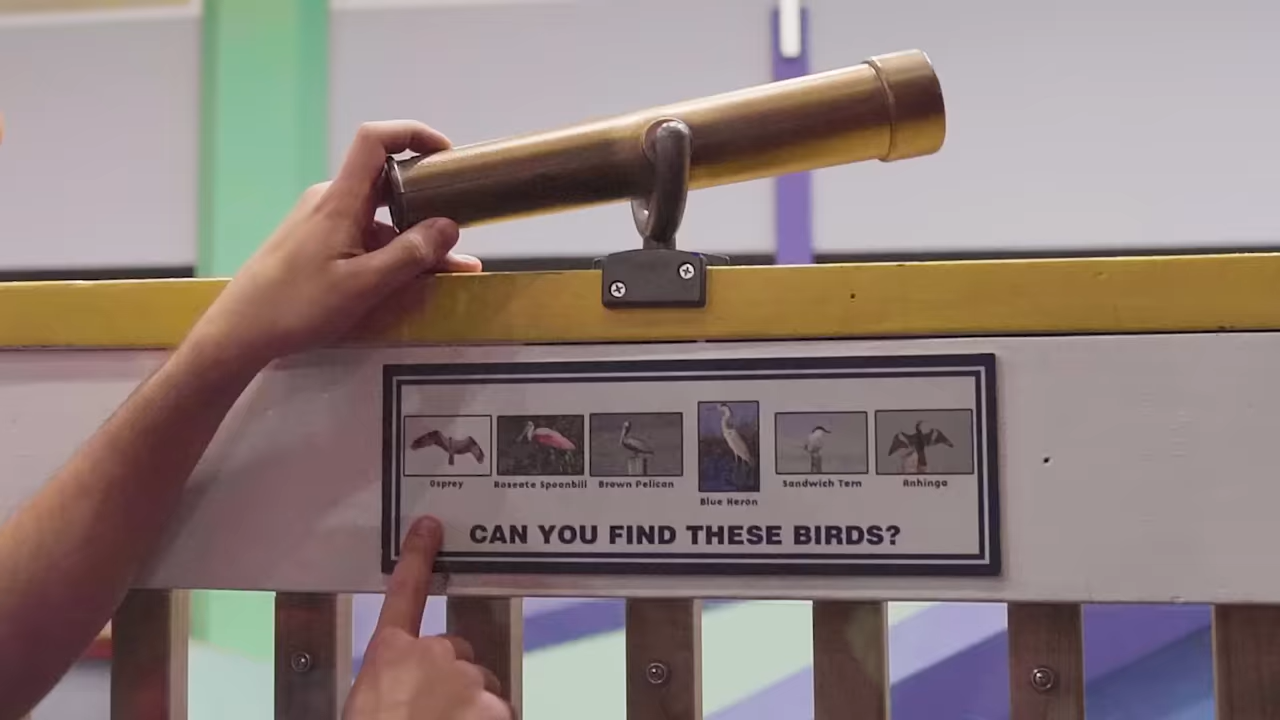 Osprey
Roseate Spoonbill
Brown Pelican
Blue Heron
Sandwich Tern
Anhinga
CAN YOU FIND THESE BIRDS?